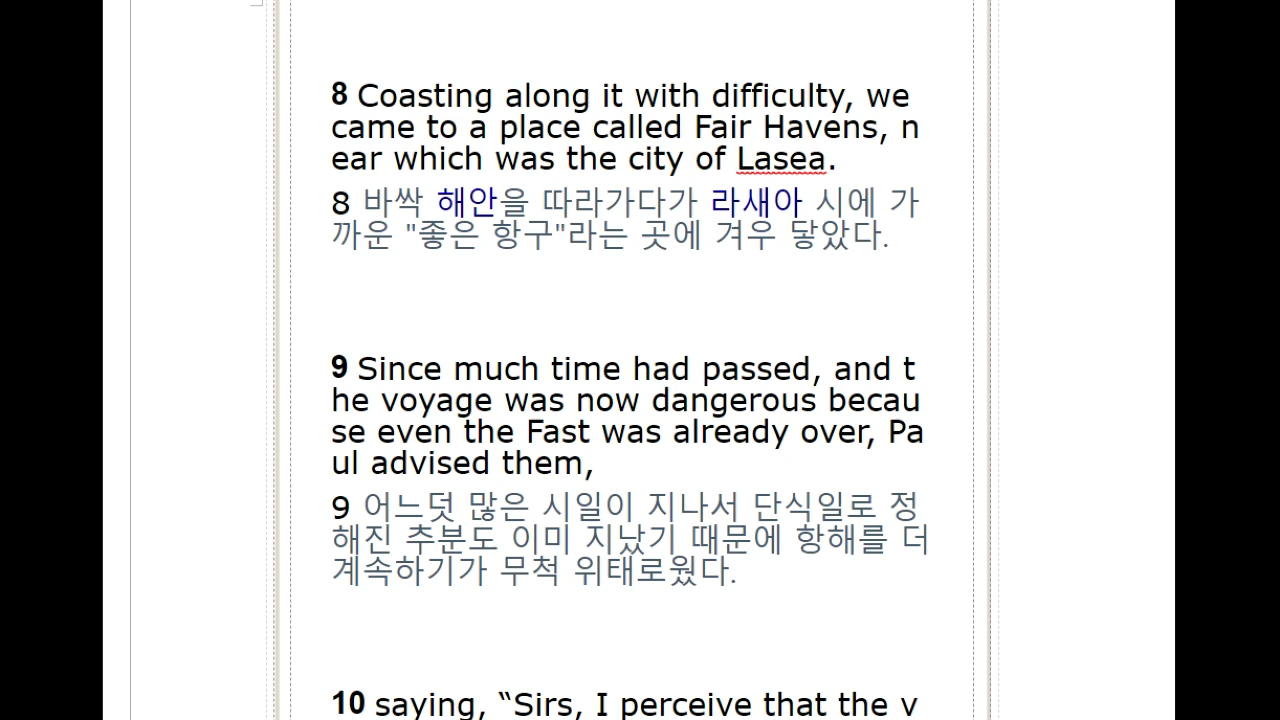 8 Coasting along it with difficulty, we
came to a place called Fair Havens, n
ear which was the city of Lasea.
8 바싹 해안을 따라가다가 라새아 시에 가
까운 "좋은 항구"라는 곳에 겨우 닿았다.
9 Since much time had passed, and t
he voyage was now dangerous becau
se even the Fast was already over, Pa
ul advised them,
9 어느덧 많은 시일이 지나서 단식일로 정
해진 추분도 이미 지났기 때문에 항해를 더
계속하기가 무척 위태로웠다.
10 saying, “Sirs, I perceive that the v